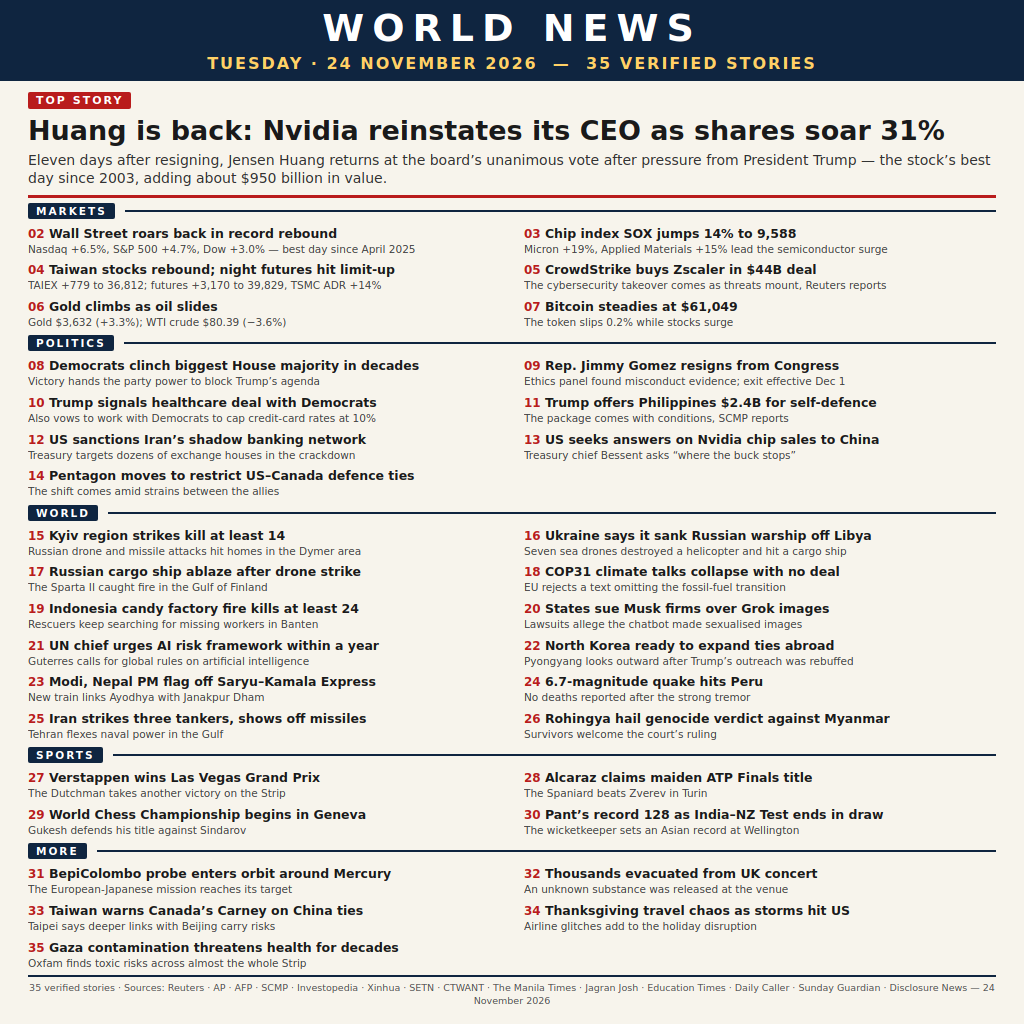 WORLD NEWS
TUESDAY · 24 NOVEMBER 2026 — 35 VERIFIED STORIES
TOP STORY
Huang is back: Nvidia reinstates its CEO as shares soar 31%
Eleven days after resigning, Jensen Huang returns at the board’s unanimous vote after pressure from President Trump — the stock’s best
day since 2003, adding about $950 billion in value.
MARKETS
02 Wall Street roars back in record rebound
Nasdaq +6.5%, S&P 500 +4.7%, Dow +3.0% — best day since April 2025
03 Chip index SOX jumps 14% to 9,588
Micron +19%, Applied Materials +15% lead the semiconductor surge
04 Taiwan stocks rebound; night futures hit limit-up
TAIEX +779 to 36,812; futures +3,170 to 39,829, TSMC ADR +14%
05 CrowdStrike buys Zscaler in $44B deal
The cybersecurity takeover comes as threats mount, Reuters reports
06 Gold climbs as oil slides
Gold $3,632 (+3.3%); WTI crude $80.39 (−3.6%)
07 Bitcoin steadies at $61,049
The token slips 0.2% while stocks surge
POLITICS
08 Democrats clinch biggest House majority in decades
Victory hands the party power to block Trump’s agenda
09 Rep. Jimmy Gomez resigns from Congress
Ethics panel found misconduct evidence; exit effective Dec 1
10 Trump signals healthcare deal with Democrats
Also vows to work with Democrats to cap credit-card rates at 10%
11 Trump offers Philippines $2.4B for self-defence
The package comes with conditions, SCMP reports
12 US sanctions Iran’s shadow banking network
Treasury targets dozens of exchange houses in the crackdown
13 US seeks answers on Nvidia chip sales to China
Treasury chief Bessent asks “where the buck stops”
14 Pentagon moves to restrict US–Canada defence ties
The shift comes amid strains between the allies
WORLD
15 Kyiv region strikes kill at least 14
Russian drone and missile attacks hit homes in the Dymer area
16 Ukraine says it sank Russian warship off Libya
Seven sea drones destroyed a helicopter and hit a cargo ship
17 Russian cargo ship ablaze after drone strike
The Sparta II caught fire in the Gulf of Finland
18 COP31 climate talks collapse with no deal
EU rejects a text omitting the fossil-fuel transition
19 Indonesia candy factory fire kills at least 24
Rescuers keep searching for missing workers in Banten
20 States sue Musk firms over Grok images
Lawsuits allege the chatbot made sexualised images
21 UN chief urges AI risk framework within a year
Guterres calls for global rules on artificial intelligence
22 North Korea ready to expand ties abroad
Pyongyang looks outward after Trump’s outreach was rebuffed
23 Modi, Nepal PM flag off Saryu–Kamala Express
New train links Ayodhya with Janakpur Dham
24 6.7-magnitude quake hits Peru
No deaths reported after the strong tremor
25 Iran strikes three tankers, shows off missiles
Tehran flexes naval power in the Gulf
26 Rohingya hail genocide verdict against Myanmar
Survivors welcome the court’s ruling
SPORTS
27 Verstappen wins Las Vegas Grand Prix
The Dutchman takes another victory on the Strip
28 Alcaraz claims maiden ATP Finals title
The Spaniard beats Zverev in Turin
29 World Chess Championship begins in Geneva
Gukesh defends his title against Sindarov
30 Pant’s record 128 as India–NZ Test ends in draw
The wicketkeeper sets an Asian record at Wellington
MORE
31 BepiColombo probe enters orbit around Mercury
The European-Japanese mission reaches its target
32 Thousands evacuated from UK concert
An unknown substance was released at the venue
33 Taiwan warns Canada’s Carney on China ties
Taipei says deeper links with Beijing carry risks
34 Thanksgiving travel chaos as storms hit US
Airline glitches add to the holiday disruption
35 Gaza contamination threatens health for decades
Oxfam finds toxic risks across almost the whole Strip
35 verified stories · Sources: Reuters · AP · AFP · SCMP · Investopedia · Xinhua · SETN · CTWANT · The Manila Times · Jagran Josh · Education Times · Daily Caller · Sunday Guardian · Disclosure News — 24
November 2026